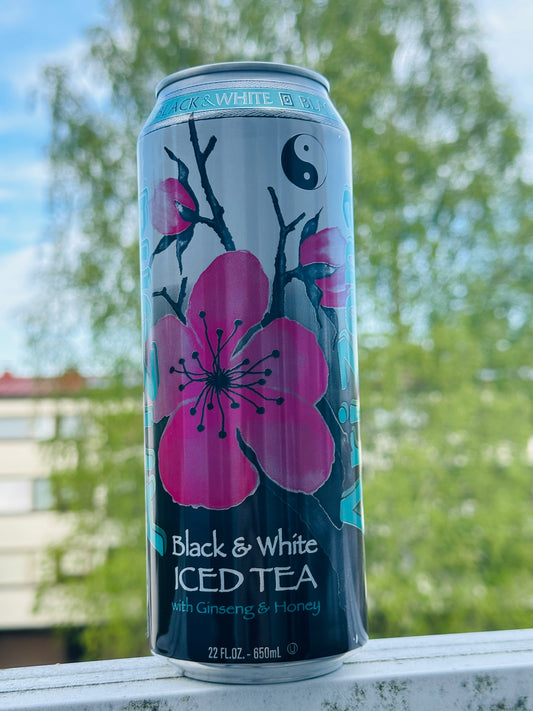 BLACK & WHITE
Black & White
ICED TEA
with Ginseng & Honey
22 FL.OZ. - 650mL